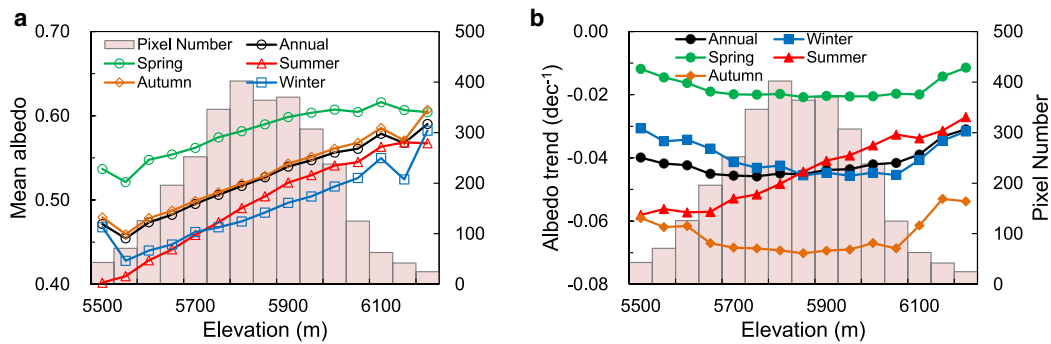 a
Pixel Number Annual
Spring Summer
Autumn Winter
Mean albedo
0.70
0.60
0.50
0.40
500
400
300
200
100
0
5500 5700 5900 6100
Elevation (m)
b
Annual Winter
Spring Summer
Autumn
Albedo trend (dec⁻¹)
0.00
-0.02
-0.04
-0.06
-0.08
500
400
300
200
100
0
Pixel Number
5500 5700 5900 6100
Elevation (m)